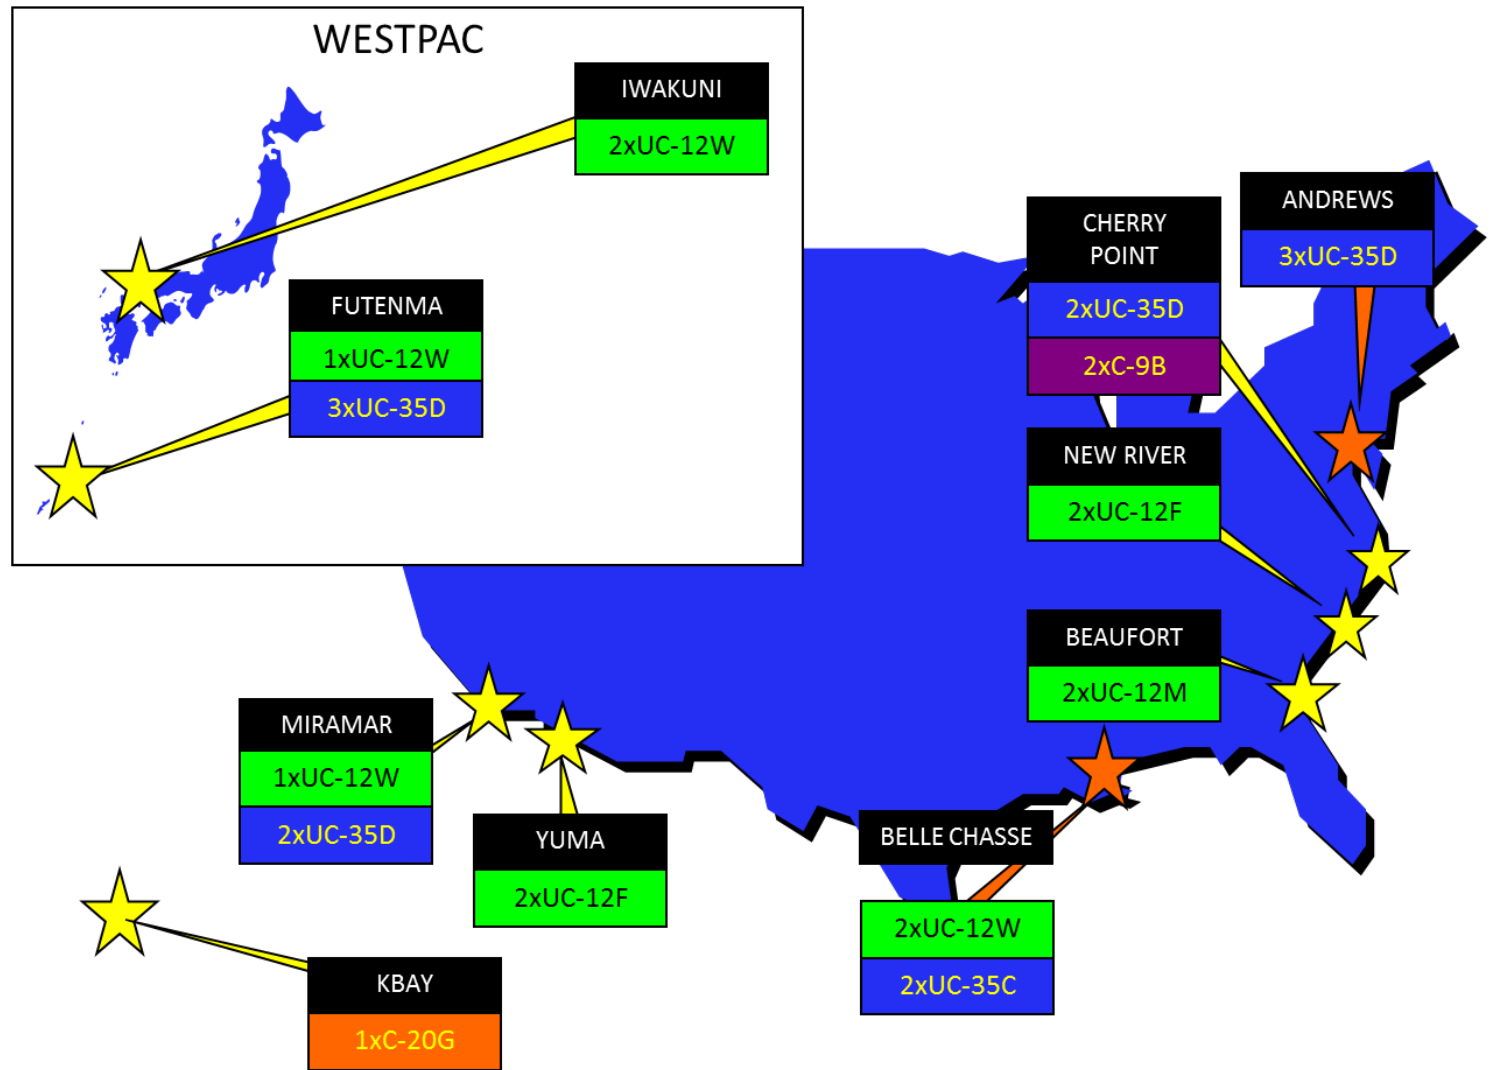 WESTPAC
IWAKUNI
2xUC-12W
FUTENMA
1xUC-12W
3xUC-35D
CHERRY
POINT
2xUC-35D
2xC-9B
ANDREWS
3xUC-35D
NEW RIVER
2xUC-12F
BEAUFORT
2xUC-12M
MIRAMAR
1xUC-12W
2xUC-35D
YUMA
2xUC-12F
BELLE CHASSE
2xUC-12W
2xUC-35C
KBAY
1xC-20G